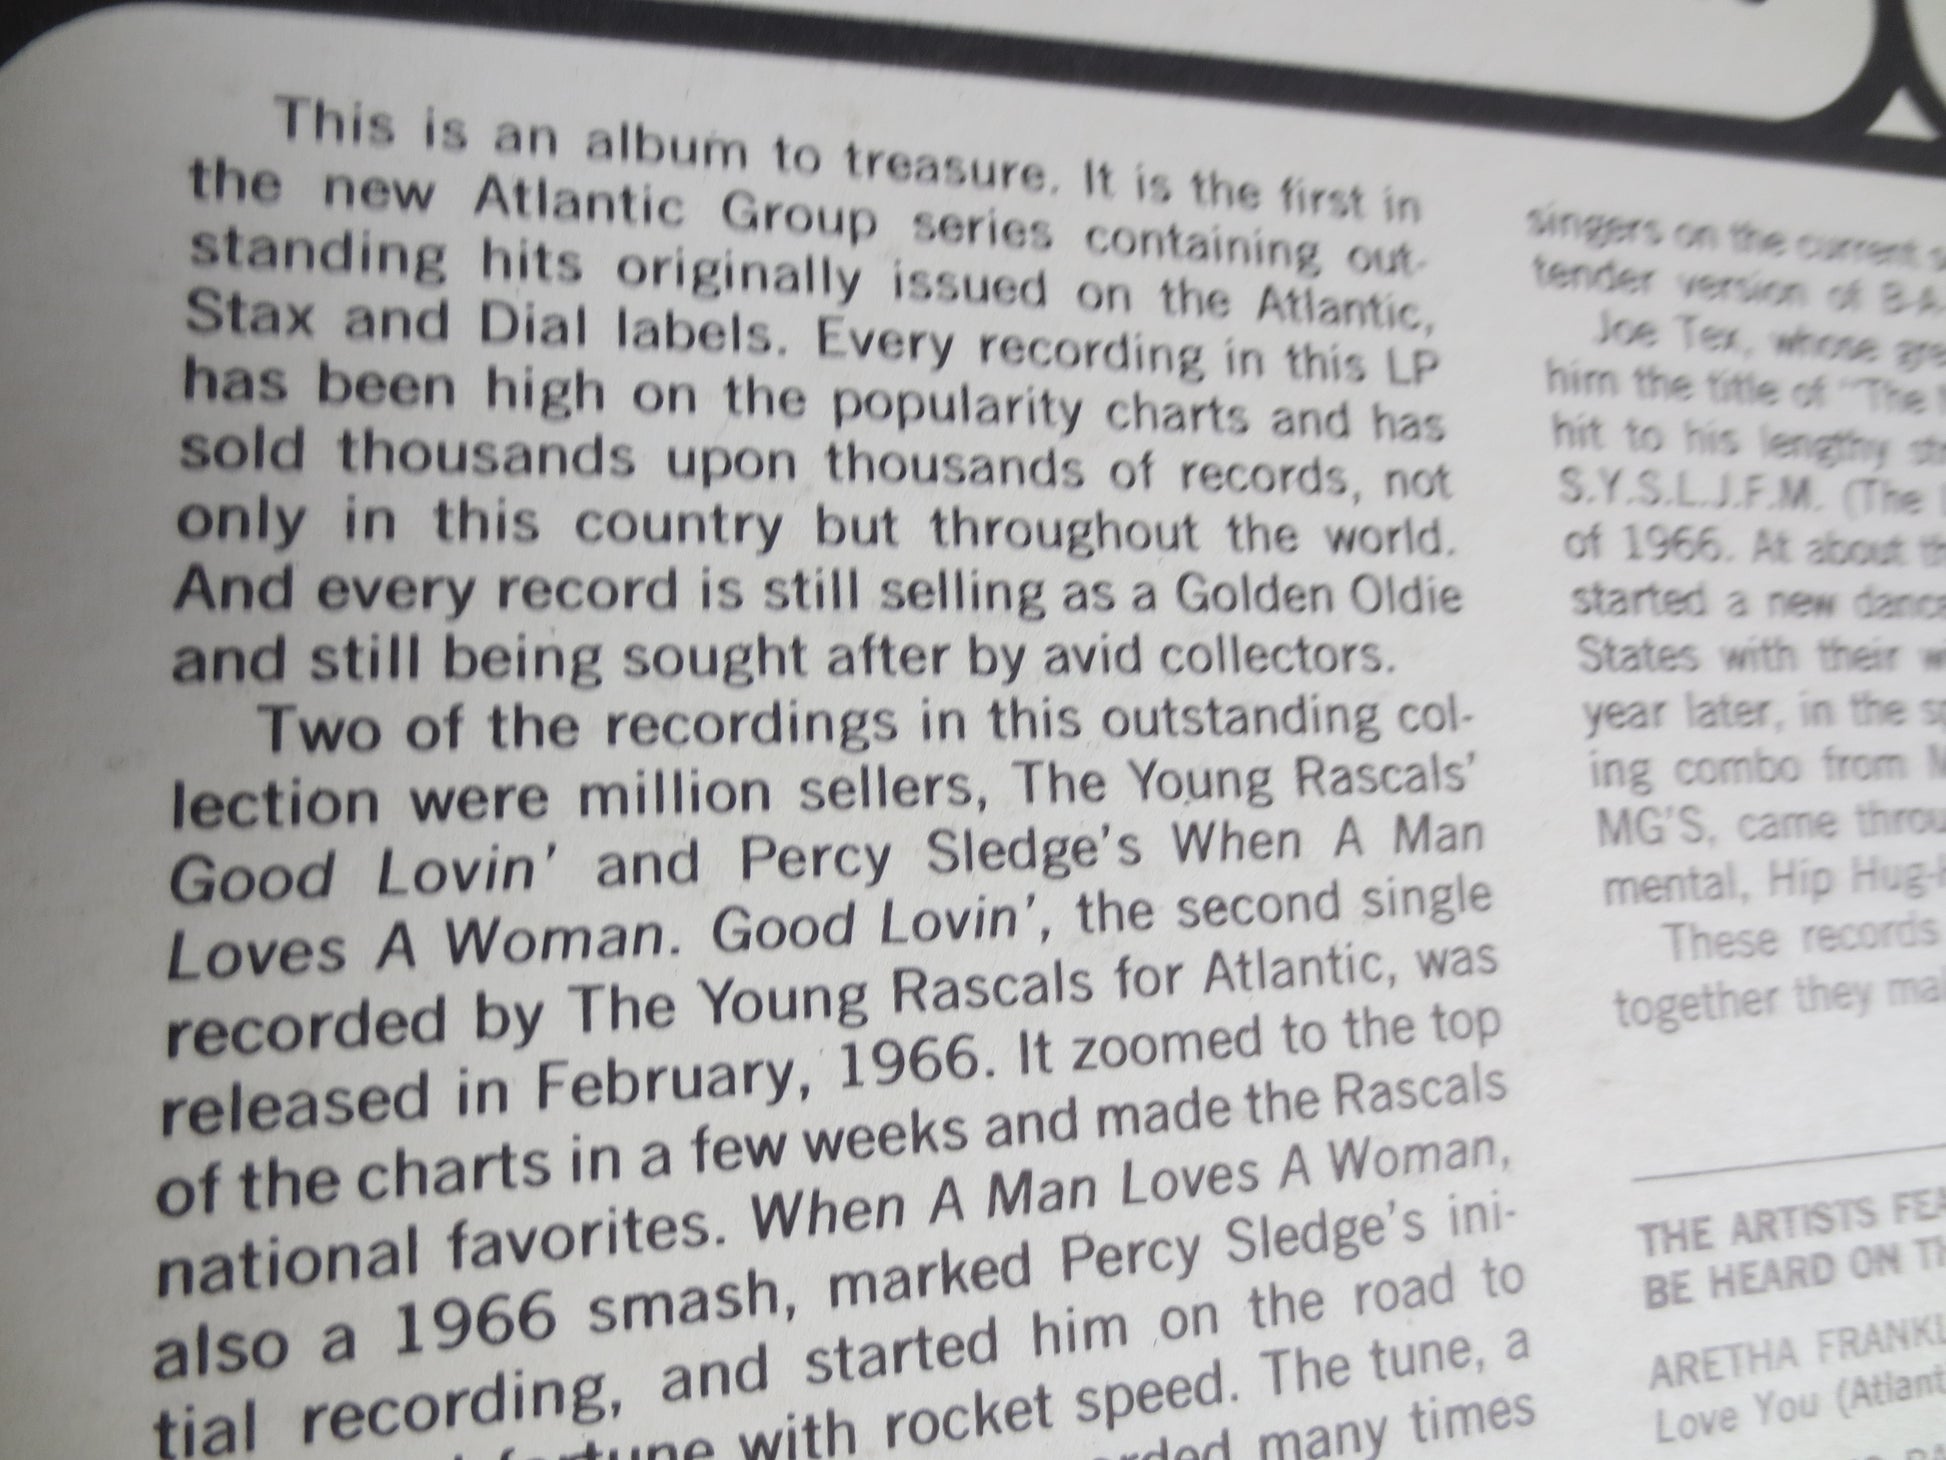 This is an album to treasure. It is the first in
the new Atlantic Group series containing out-
standing hits originally issued on the Atlantic,
Stax and Dial labels. Every recording in this LP
has been high on the popularity charts and has
sold thousands upon thousands of records, not
only in this country but throughout the world.
And every record is still selling as a Golden Oldie
and still being sought after by avid collectors.
Two of the recordings in this outstanding col-
lection were million sellers, The Young Rascals'
Good Lovin' and Percy Sledge's When A Man
Loves A Woman. Good Lovin', the second single
recorded by The Young Rascals for Atlantic, was
released in February, 1966. It zoomed to the top
of the charts in a few weeks and made the Rascals
national favorites. When A Man Loves A Woman,
also a 1966 smash, marked Percy Sledge's ini-
tial recording, and started him on the road to
fortune with rocket speed. The tune, a
many times
singers on the current
tender version of B-A-
Joe Tex, whose
him the title of "The
hit to his lengthy
S.Y.S.L.J.F.M. (The
of 1966. At about
started a new
States with their
year later, in the
ing combo from
MG'S, came
mental, Hip Hug-
These records
together they
THE ARTISTS
BE HEARD ON
ARETHA
Love You